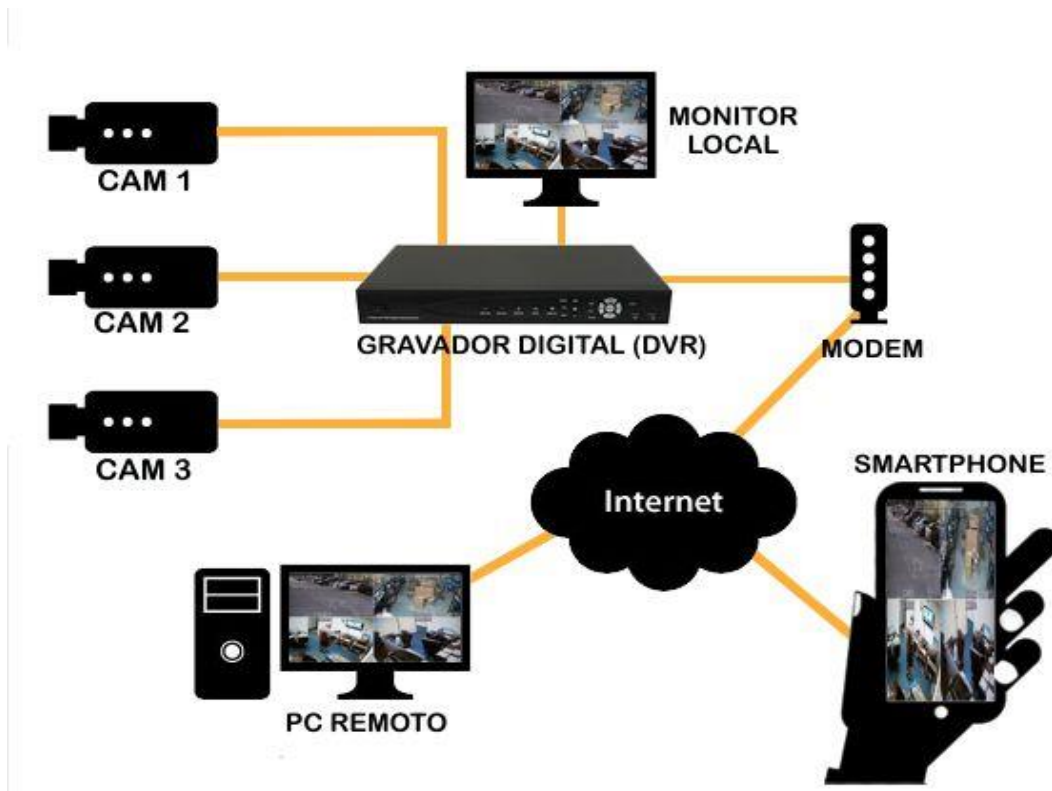 MONITOR
LOCAL
CAM 1
CAM 2
GRAVADOR DIGITAL (DVR)
MODEM
CAM 3
SMARTPHONE
Internet
PC REMOTO